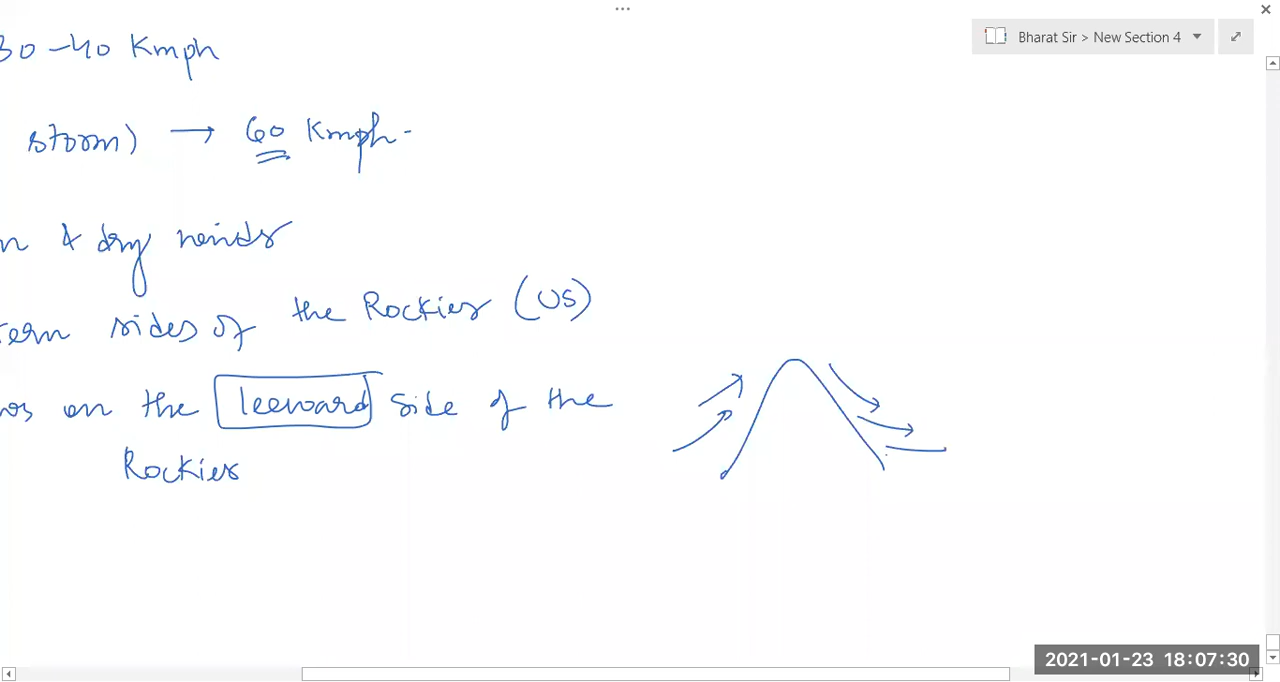 Bharat Sir > New Section 4
30-40 Kmph
storm) → 60 Kmph-
n & dry winds
tern sides of the Rockies (US)
on the leeward side of the
Rockies
2021-01-23 18:07:30